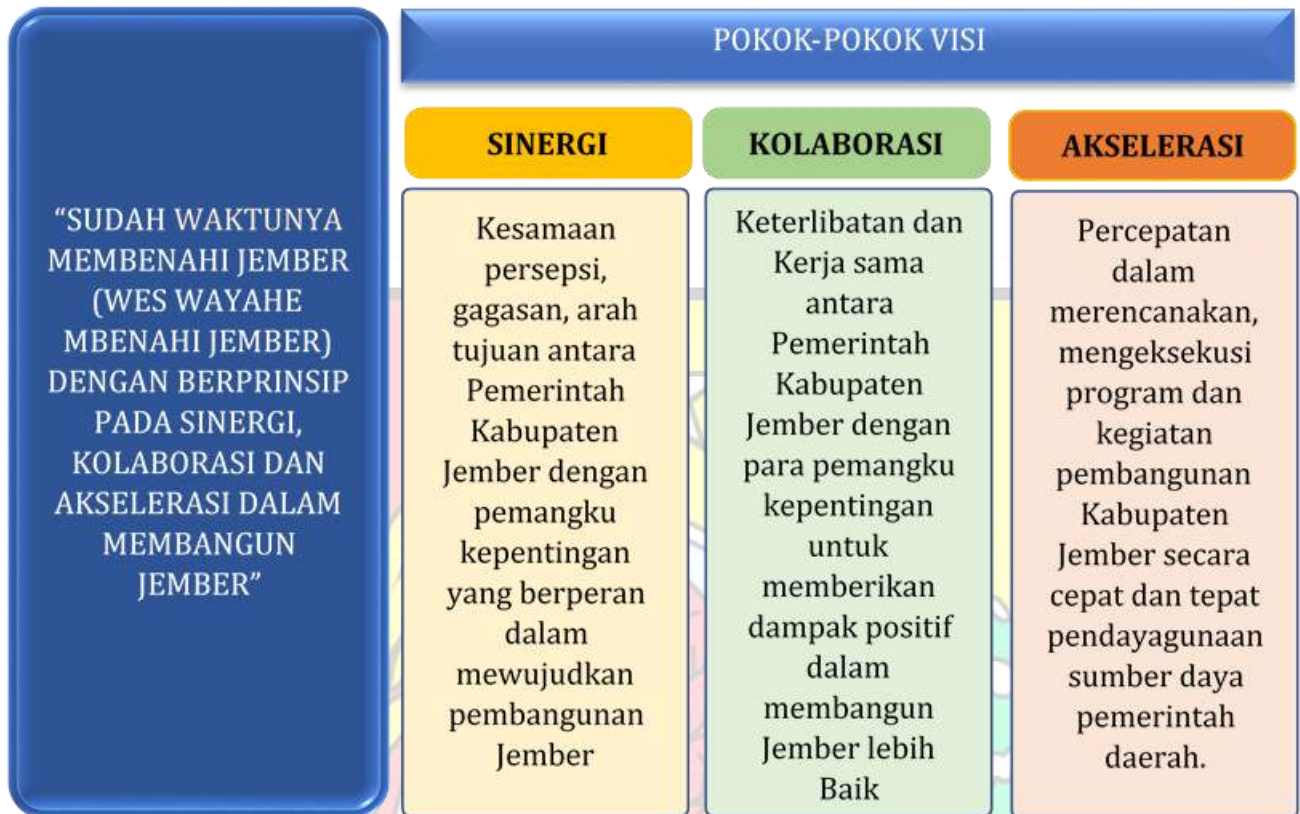 “SUDAH WAKTUNYA
MEMBENAHI JEMBER
(WES WAYAHE
MBENAHI JEMBER)
DENGAN BERPRINSIP
PADA SINERGI,
KOLABORASI DAN
AKSELERASI DALAM
MEMBANGUN
JEMBER”
POKOK-POKOK VISI
SINERGI
Kesamaan
persepsi,
gagasan, arah
tujuan antara
Pemerintah
Kabupaten
Jember dengan
pemangku
kepentingan
yang berperan
dalam
mewujudkan
pembangunan
Jember
KOLABORASI
Keterlibatan dan
Kerja sama
antara
Pemerintah
Kabupaten
Jember dengan
para pemangku
kepentingan
untuk
memberikan
dampak positif
dalam
membangun
Jember lebih
Baik
AKSELERASI
Percepatan
dalam
merencanakan,
mengeksekusi
program dan
kegiatan
pembangunan
Kabupaten
Jember secara
cepat dan tepat
pendayagunaan
sumber daya
pemerintah
daerah.